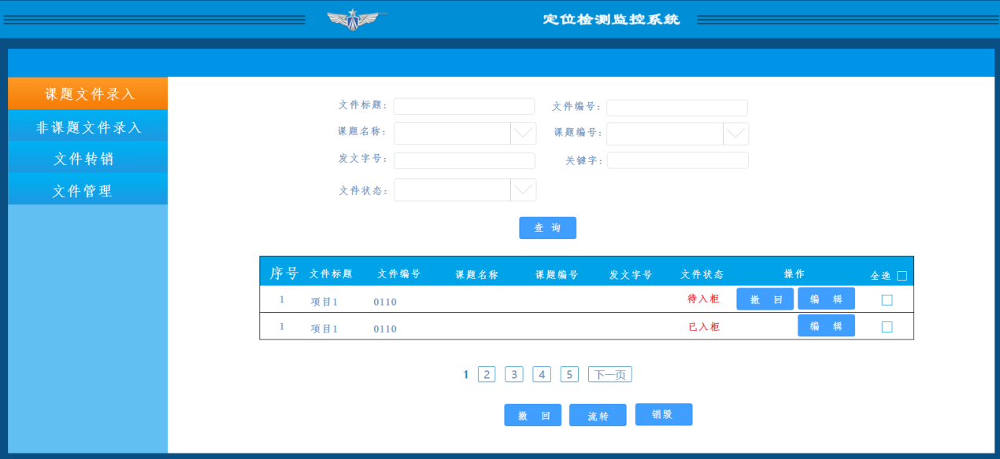 定位检测监控系统
课题文件录入
非课题文件录入
文件转销
文件管理
文件标题: 文件编号:
课题名称: 课题编号:
发文字号: 关键字:
文件状态:
查 询
序号 文件标题 文件编号 课题名称 课题编号 发文字号 文件状态 操作 全选
1 项目1 0110 待入柜 撤 回 编 辑
1 项目1 0110 已入柜 编 辑
1 2 3 4 5 下一页
撤 回 流转 销毁